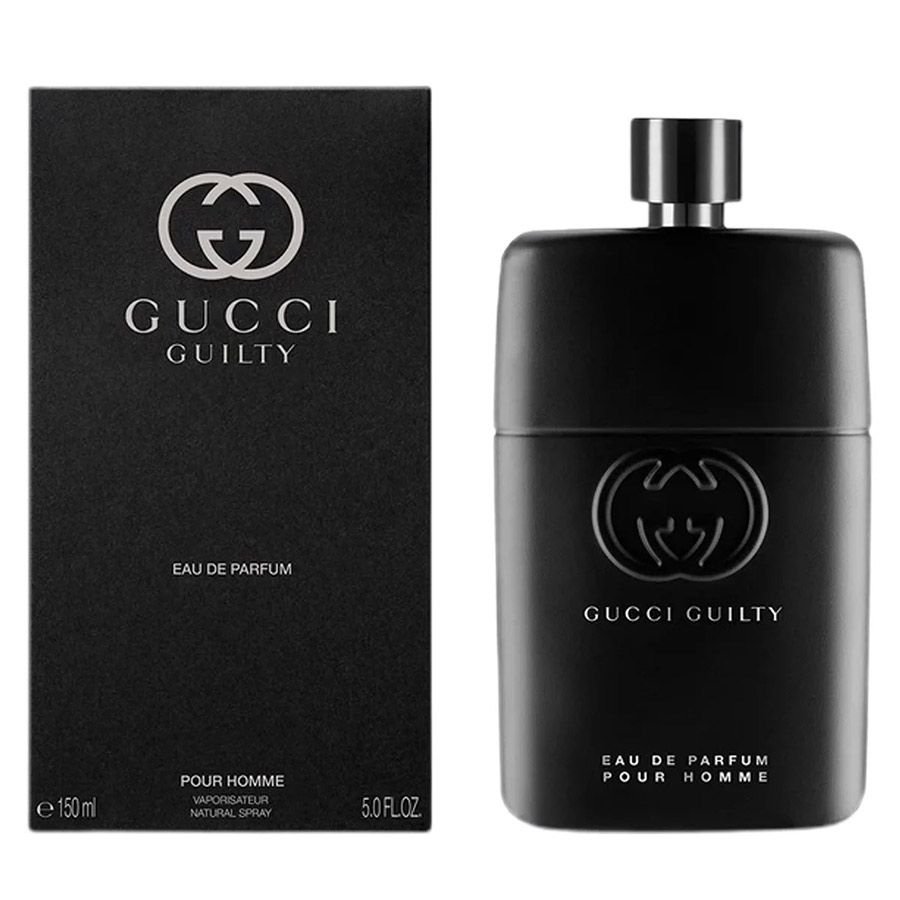 GUCCI
GUILTY
EAU DE PARFUM
POUR HOMME
VAPORISATEUR
NATURAL SPRAY
℮ 150 ml 5.0 FL.OZ.
GUCCI GUILTY
EAU DE PARFUM
POUR HOMME